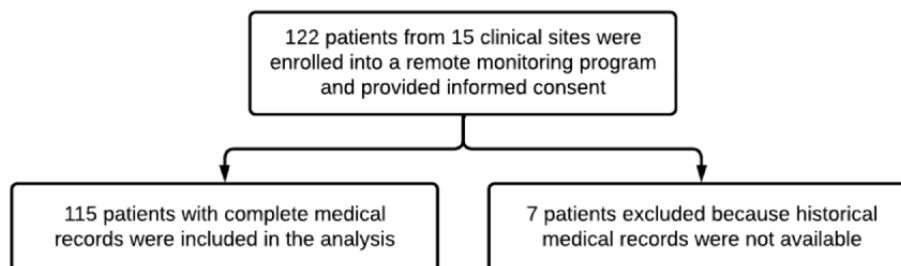 122 patients from 15 clinical sites were
enrolled into a remote monitoring program
and provided informed consent
115 patients with complete medical
records were included in the analysis
7 patients excluded because historical
medical records were not available